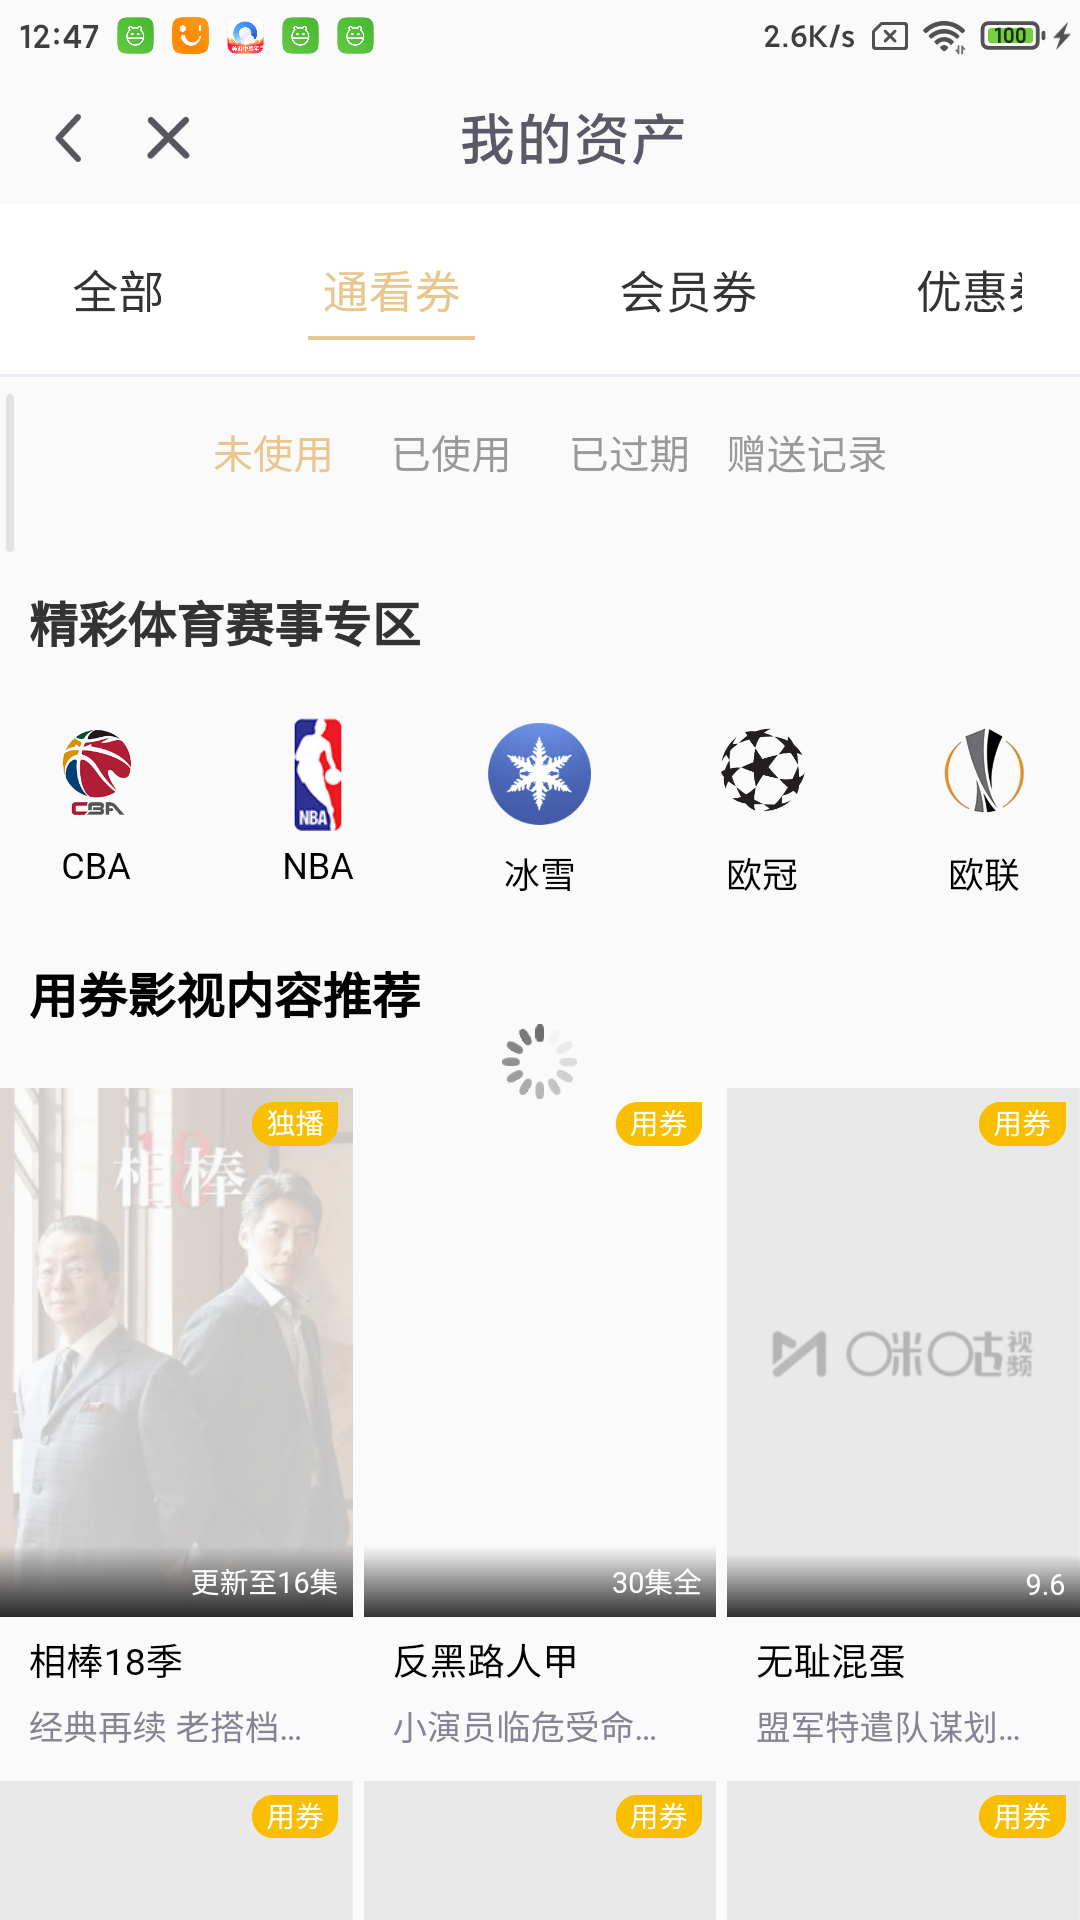 12:47
2.6K/s
100
我的资产
全部 通看券 会员券 优惠
未使用 已使用 已过期 赠送记录
精彩体育赛事专区
CBA
NBA
CBA NBA 冰雪 欧冠 欧联
用券影视内容推荐
独播 用券 用券
18
相棒
咪咕视频
更新至16集 30集全 9.6
相棒18季 反黑路人甲 无耻混蛋
经典再续 老搭档... 小演员临危受命... 盟军特遣队谋划...
用券 用券 用券